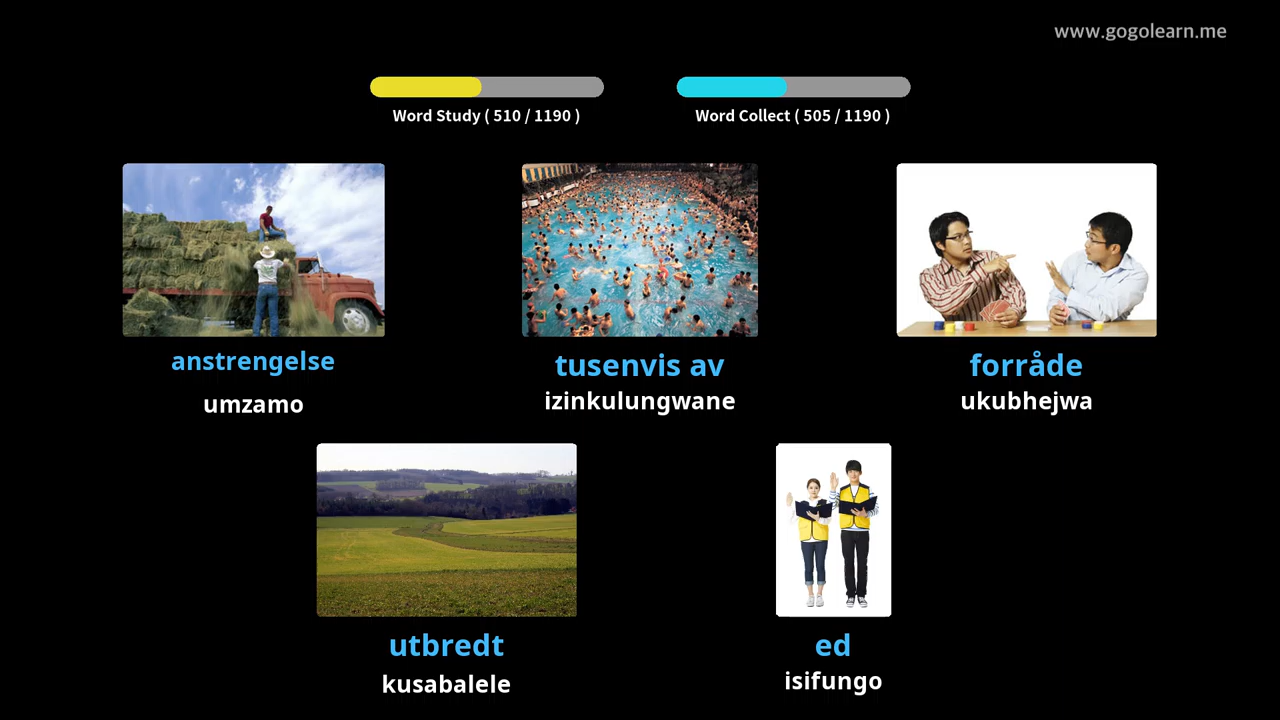 www.gogolearn.me
Word Study ( 510 / 1190 )
Word Collect ( 505 / 1190 )
anstrengelse
umzamo
tusenvis av
izinkulungwane
forråde
ukubhejwa
utbredt
kusabalele
ed
isifungo